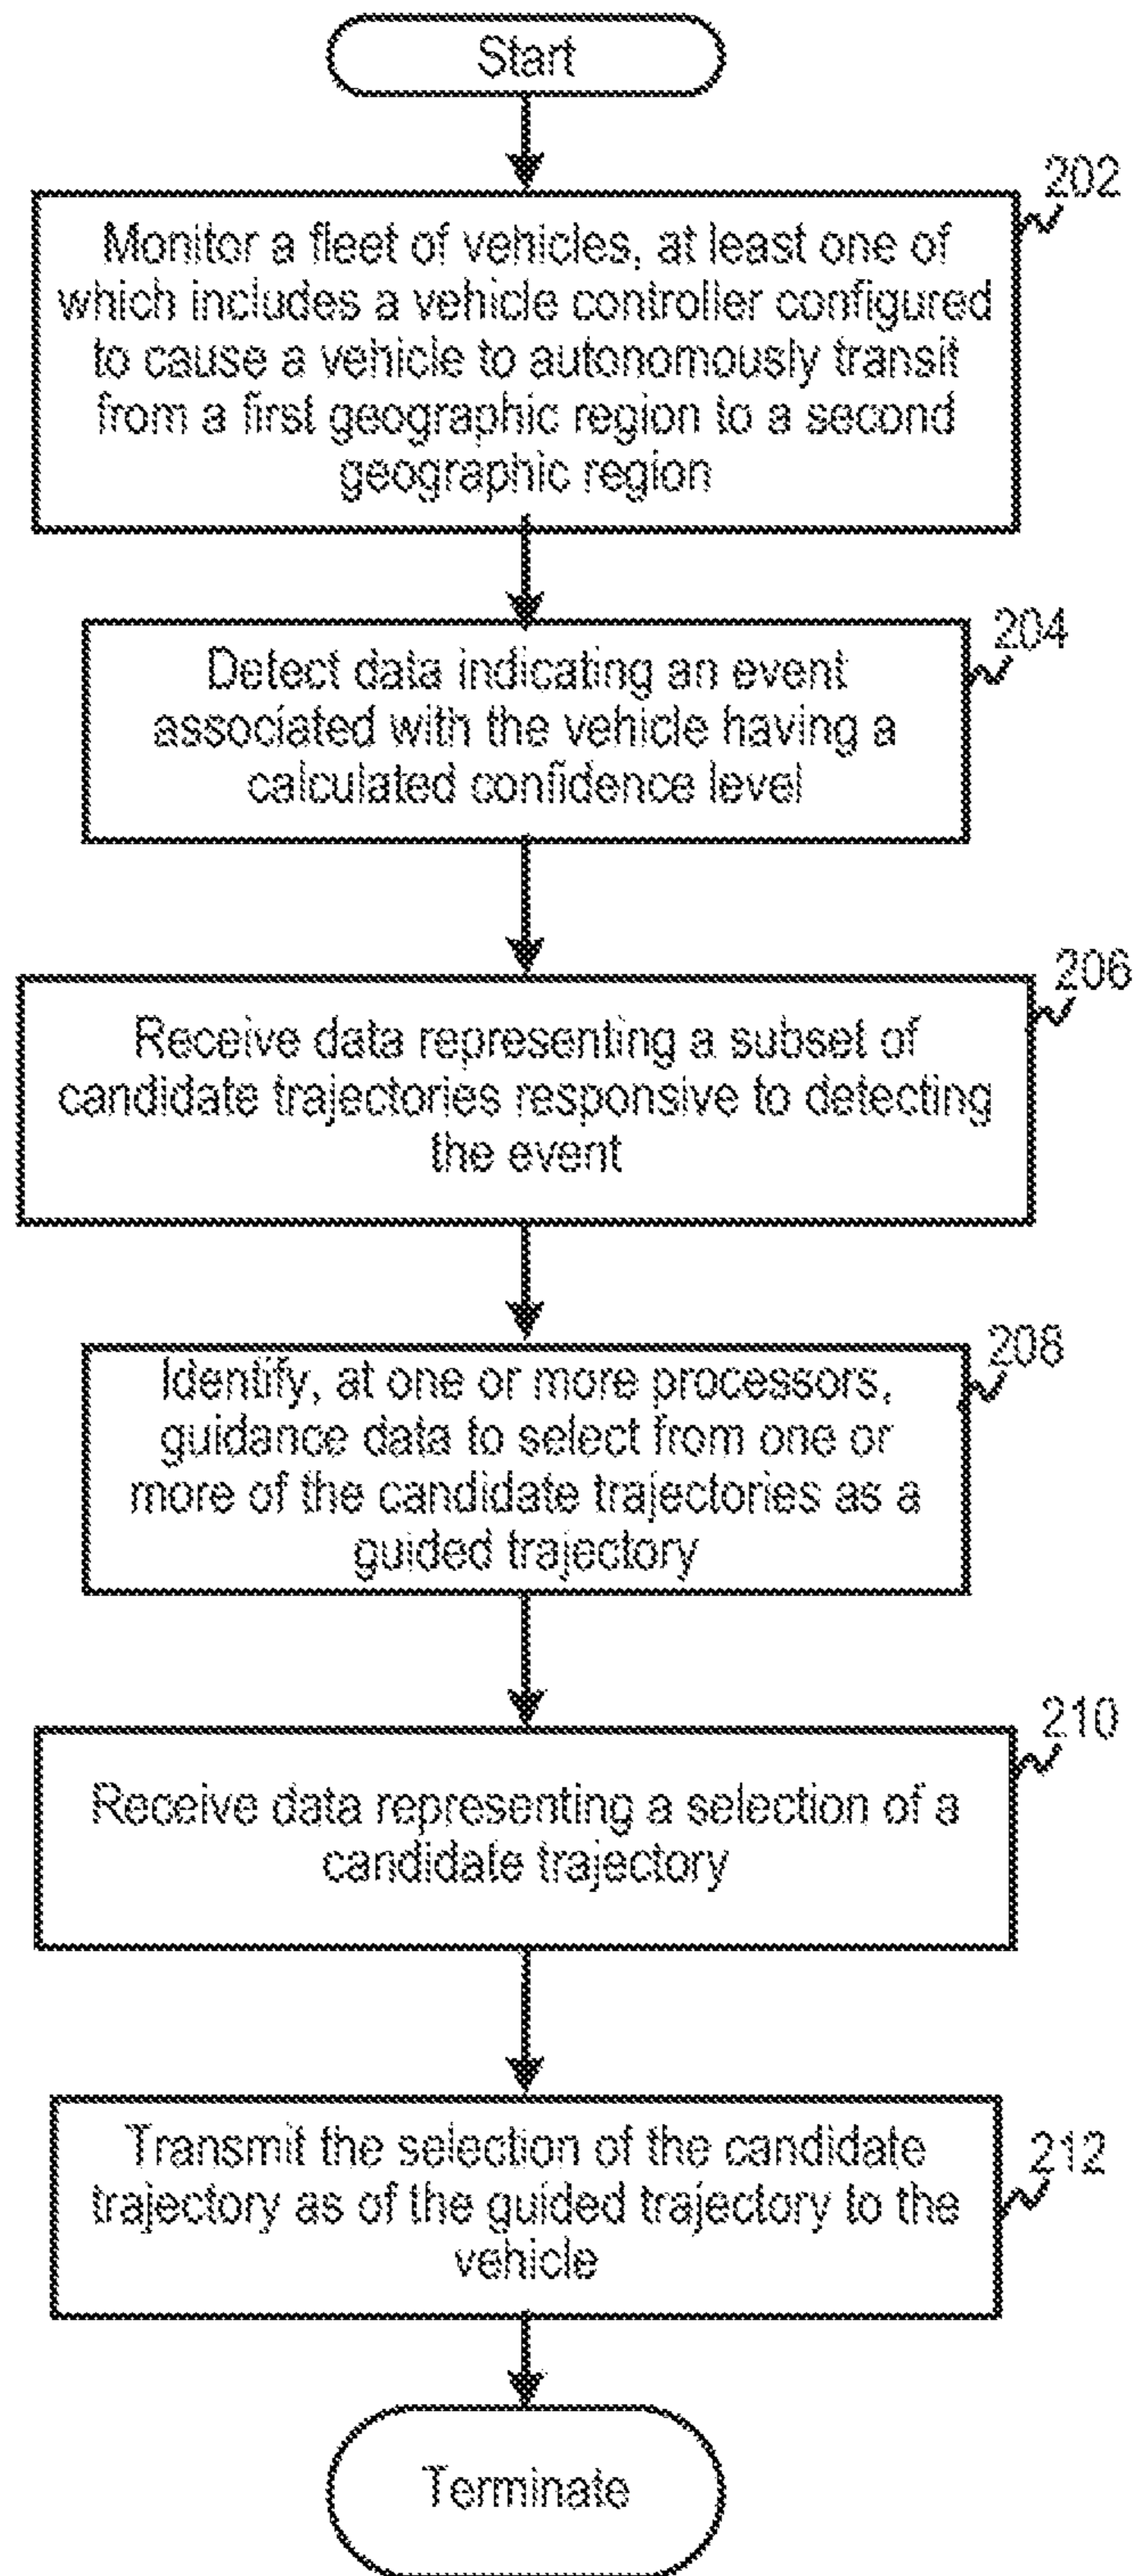 Start
202
Monitor a fleet of vehicles, at least one of
which includes a vehicle controller configured
to cause a vehicle to autonomously transit
from a first geographic region to a second
geographic region
204
Detect data indicating an event
associated with the vehicle having a
calculated confidence level
206
Receive data representing a subset of
candidate trajectories responsive to detecting
the event
208
Identify, at one or more processors,
guidance data to select from one or
more of the candidate trajectories as a
guided trajectory
210
Receive data representing a selection of a
candidate trajectory
212
Transmit the selection of the candidate
trajectory as of the guided trajectory to the
vehicle
Terminate